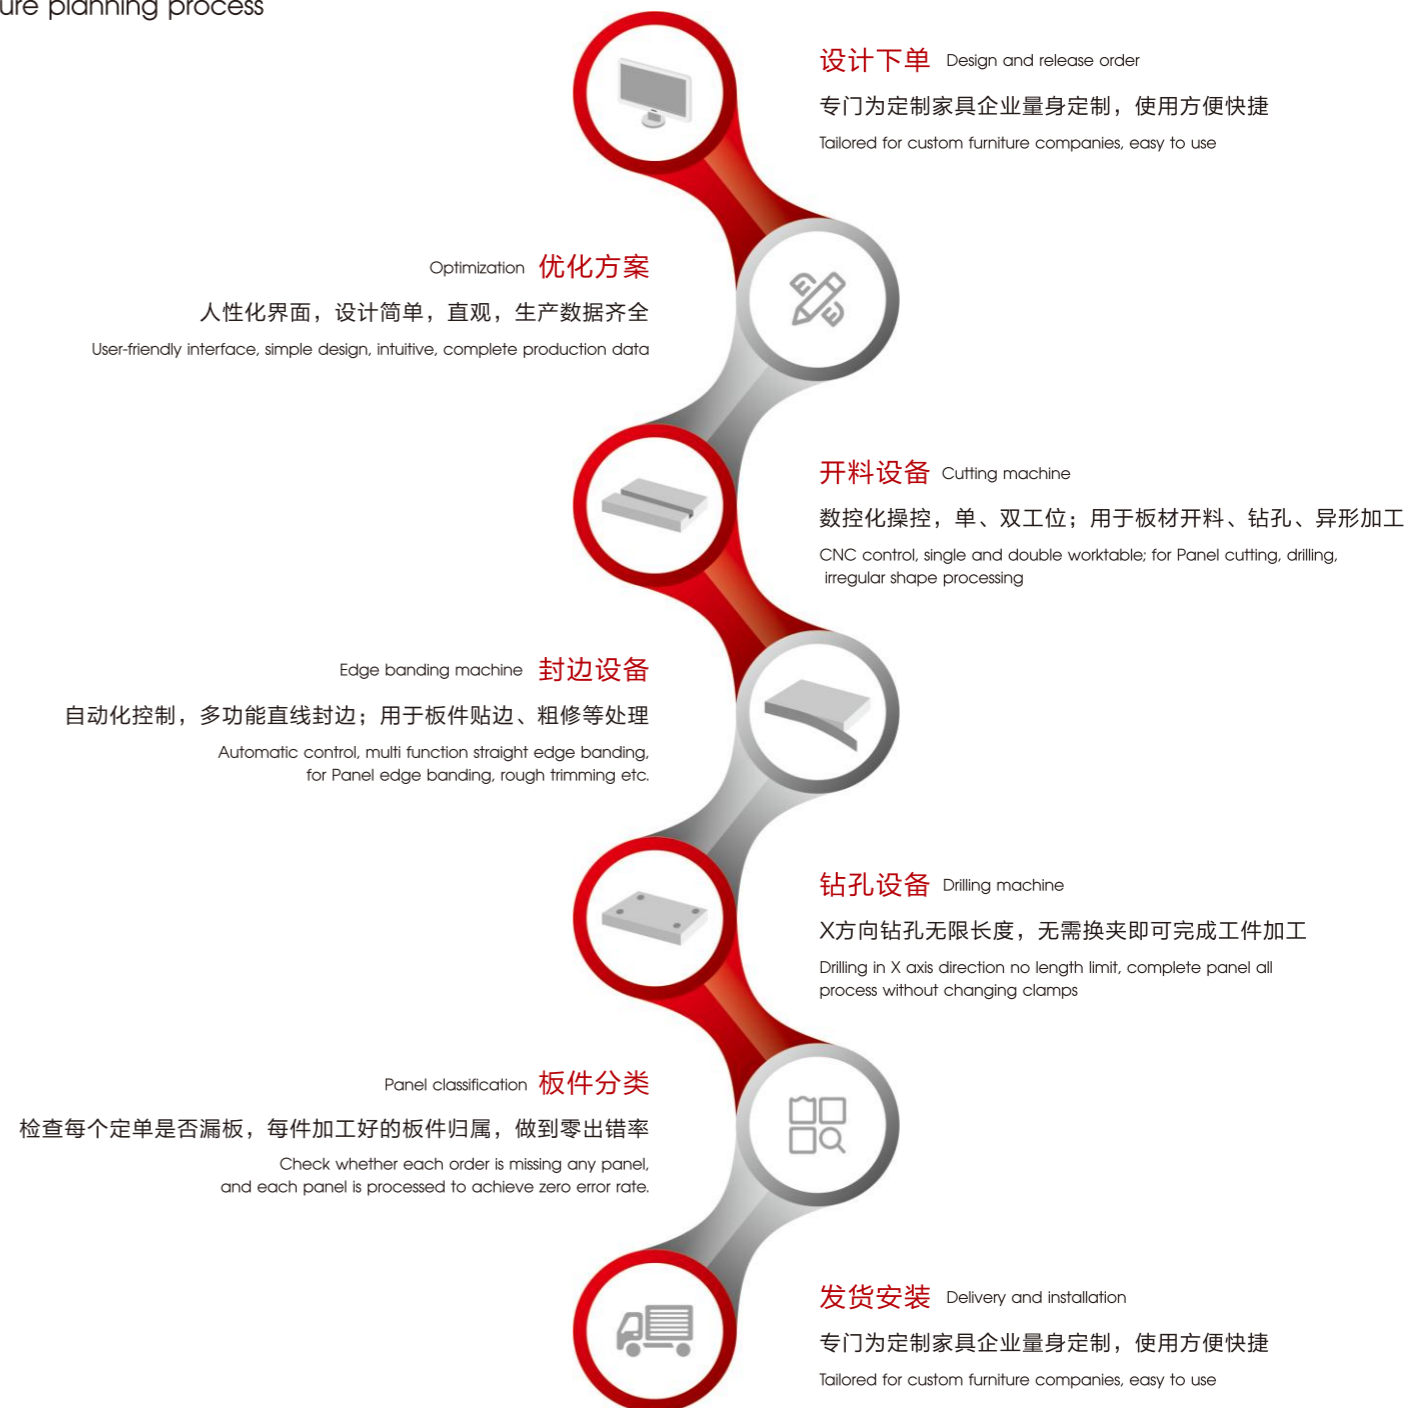 ure planning process
设计下单 Design and release order
专门为定制家具企业量身定制，使用方便快捷
Tailored for custom furniture companies, easy to use
Optimization 优化方案
人性化界面，设计简单，直观，生产数据齐全
User-friendly interface, simple design, intuitive, complete production data
开料设备 Cutting machine
数控化操控，单、双工位；用于板材开料、钻孔、异形加工
CNC control, single and double worktable; for Panel cutting, drilling,
irregular shape processing
Edge banding machine 封边设备
自动化控制，多功能直线封边；用于板件贴边、粗修等处理
Automatic control, multi function straight edge banding,
for Panel edge banding, rough trimming etc.
钻孔设备 Drilling machine
X方向钻孔无限长度，无需换夹即可完成工件加工
Drilling in X axis direction no length limit, complete panel all
process without changing clamps
Panel classification 板件分类
检查每个定单是否漏板，每件加工好的板件归属，做到零出错率
Check whether each order is missing any panel,
and each panel is processed to achieve zero error rate.
发货安装 Delivery and installation
专门为定制家具企业量身定制，使用方便快捷
Tailored for custom furniture companies, easy to use